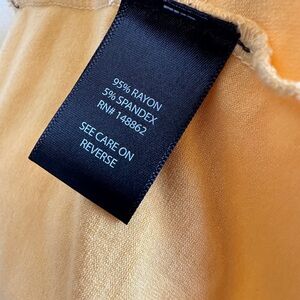 95% RAYON
5% SPANDEX
RN# 148862
SEE CARE ON
REVERSE